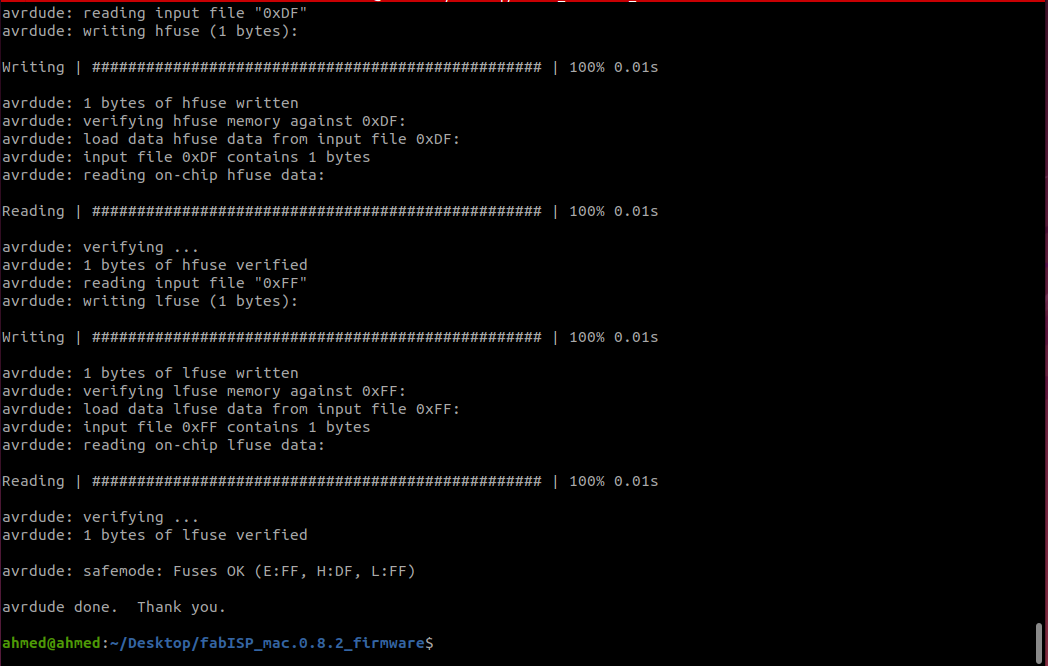 avrdude: reading input file "0xDF"
avrdude: writing hfuse (1 bytes):
Writing | ################################################## | 100% 0.01s
avrdude: 1 bytes of hfuse written
avrdude: verifying hfuse memory against 0xDF:
avrdude: load data hfuse data from input file 0xDF:
avrdude: input file 0xDF contains 1 bytes
avrdude: reading on-chip hfuse data:
Reading | ################################################## | 100% 0.01s
avrdude: verifying ...
avrdude: 1 bytes of hfuse verified
avrdude: reading input file "0xFF"
avrdude: writing lfuse (1 bytes):
Writing | ################################################## | 100% 0.01s
avrdude: 1 bytes of lfuse written
avrdude: verifying lfuse memory against 0xFF:
avrdude: load data lfuse data from input file 0xFF:
avrdude: input file 0xFF contains 1 bytes
avrdude: reading on-chip lfuse data:
Reading | ################################################## | 100% 0.01s
avrdude: verifying ...
avrdude: 1 bytes of lfuse verified
avrdude: safemode: Fuses OK (E:FF, H:DF, L:FF)
avrdude done.  Thank you.
ahmed@ahmed:~/Desktop/fabISP_mac.0.8.2_firmware$